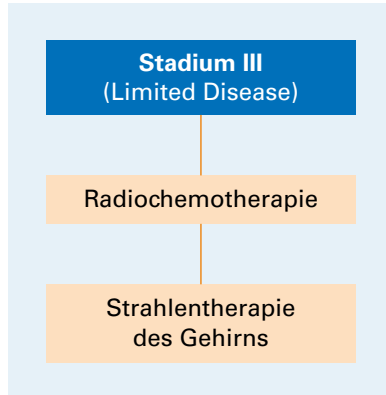 Stadium III
(Limited Disease)
Radiochemotherapie
Strahlentherapie
des Gehirns